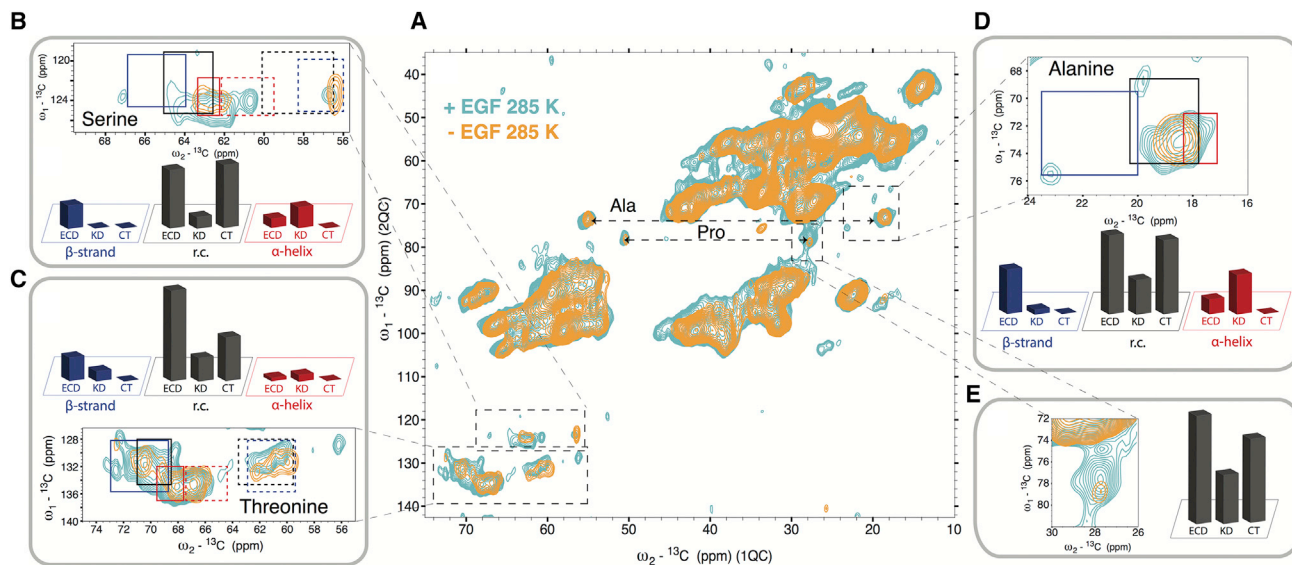 B
120
124
ω1 - 13C (ppm)
Serine
68 66 64 62 60 58 56
ω2 - 13C (ppm)
ECD KD CT
ECD KD CT
ECD KD CT
β-strand
r.c.
α-helix
C
ECD KD CT
ECD KD CT
ECD KD CT
β-strand
r.c.
α-helix
128
132
136
140
ω1 - 13C (ppm)
Threonine
75 74 70 68 66 64 62 60 58 55
ω2 - 13C (ppm)
A
40
50
60
70
80
90
100
110
120
130
140
ω1 - 13C (ppm) (2QC)
+ EGF 285 K
- EGF 285 K
Ala
Pro
70 60 50 40 30 20 10
ω2 - 13C (ppm) (1QC)
D
68
70
72
74
76
ω1 - 13C (ppm)
Alanine
24 22 20 18 16
ω2 - 13C (ppm)
ECD KD CT
ECD KD CT
ECD KD CT
β-strand
r.c.
α-helix
E
72
74
76
78
80
ω1 - 13C (ppm)
30 28 26
ω2 - 13C (ppm)
ECD KD CT